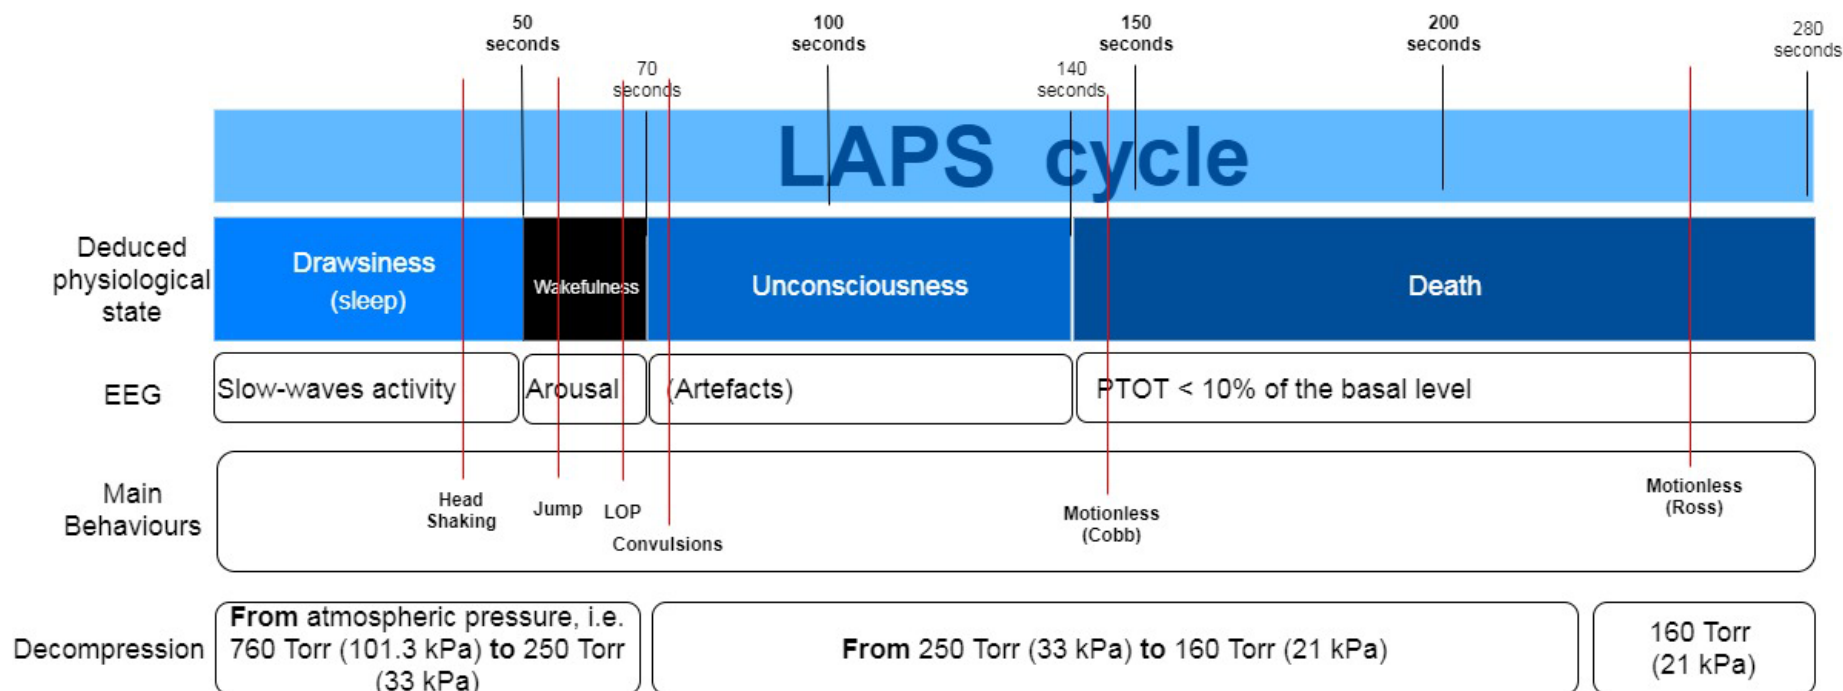 50
seconds
100
seconds
150
seconds
200
seconds
280
seconds
70
seconds
140
seconds
LAPS cycle
Deduced
physiological
state
Drawsiness
(sleep)
Wakefulness
Unconsciousness
Death
EEG
Slow-waves activity
Arousal
(Artefacts)
PTOT < 10% of the basal level
Main
Behaviours
Head
Shaking
Jump
LOP
Convulsions
Motionless
(Cobb)
Motionless
(Ross)
Decompression
From atmospheric pressure, i.e.
760 Torr (101.3 kPa) to 250 Torr
(33 kPa)
From 250 Torr (33 kPa) to 160 Torr (21 kPa)
160 Torr
(21 kPa)